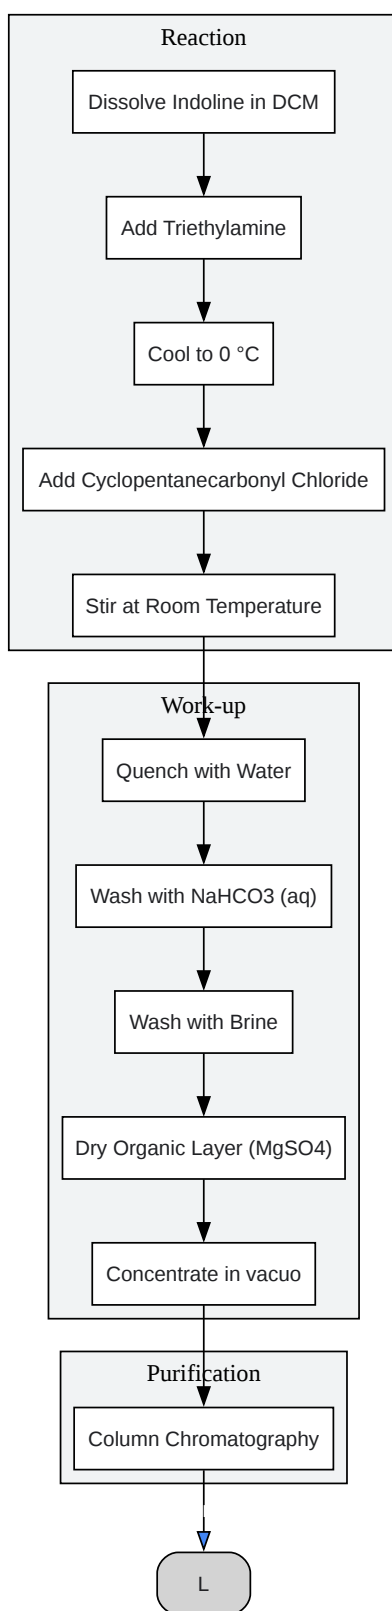 Reaction
Dissolve Indoline in DCM
Add Triethylamine
Cool to 0 °C
Add Cyclopentanecarbonyl Chloride
Stir at Room Temperature
Work-up
Quench with Water
Wash with NaHCO3 (aq)
Wash with Brine
Dry Organic Layer (MgSO4)
Concentrate in vacuo
Purification
Column Chromatography
L